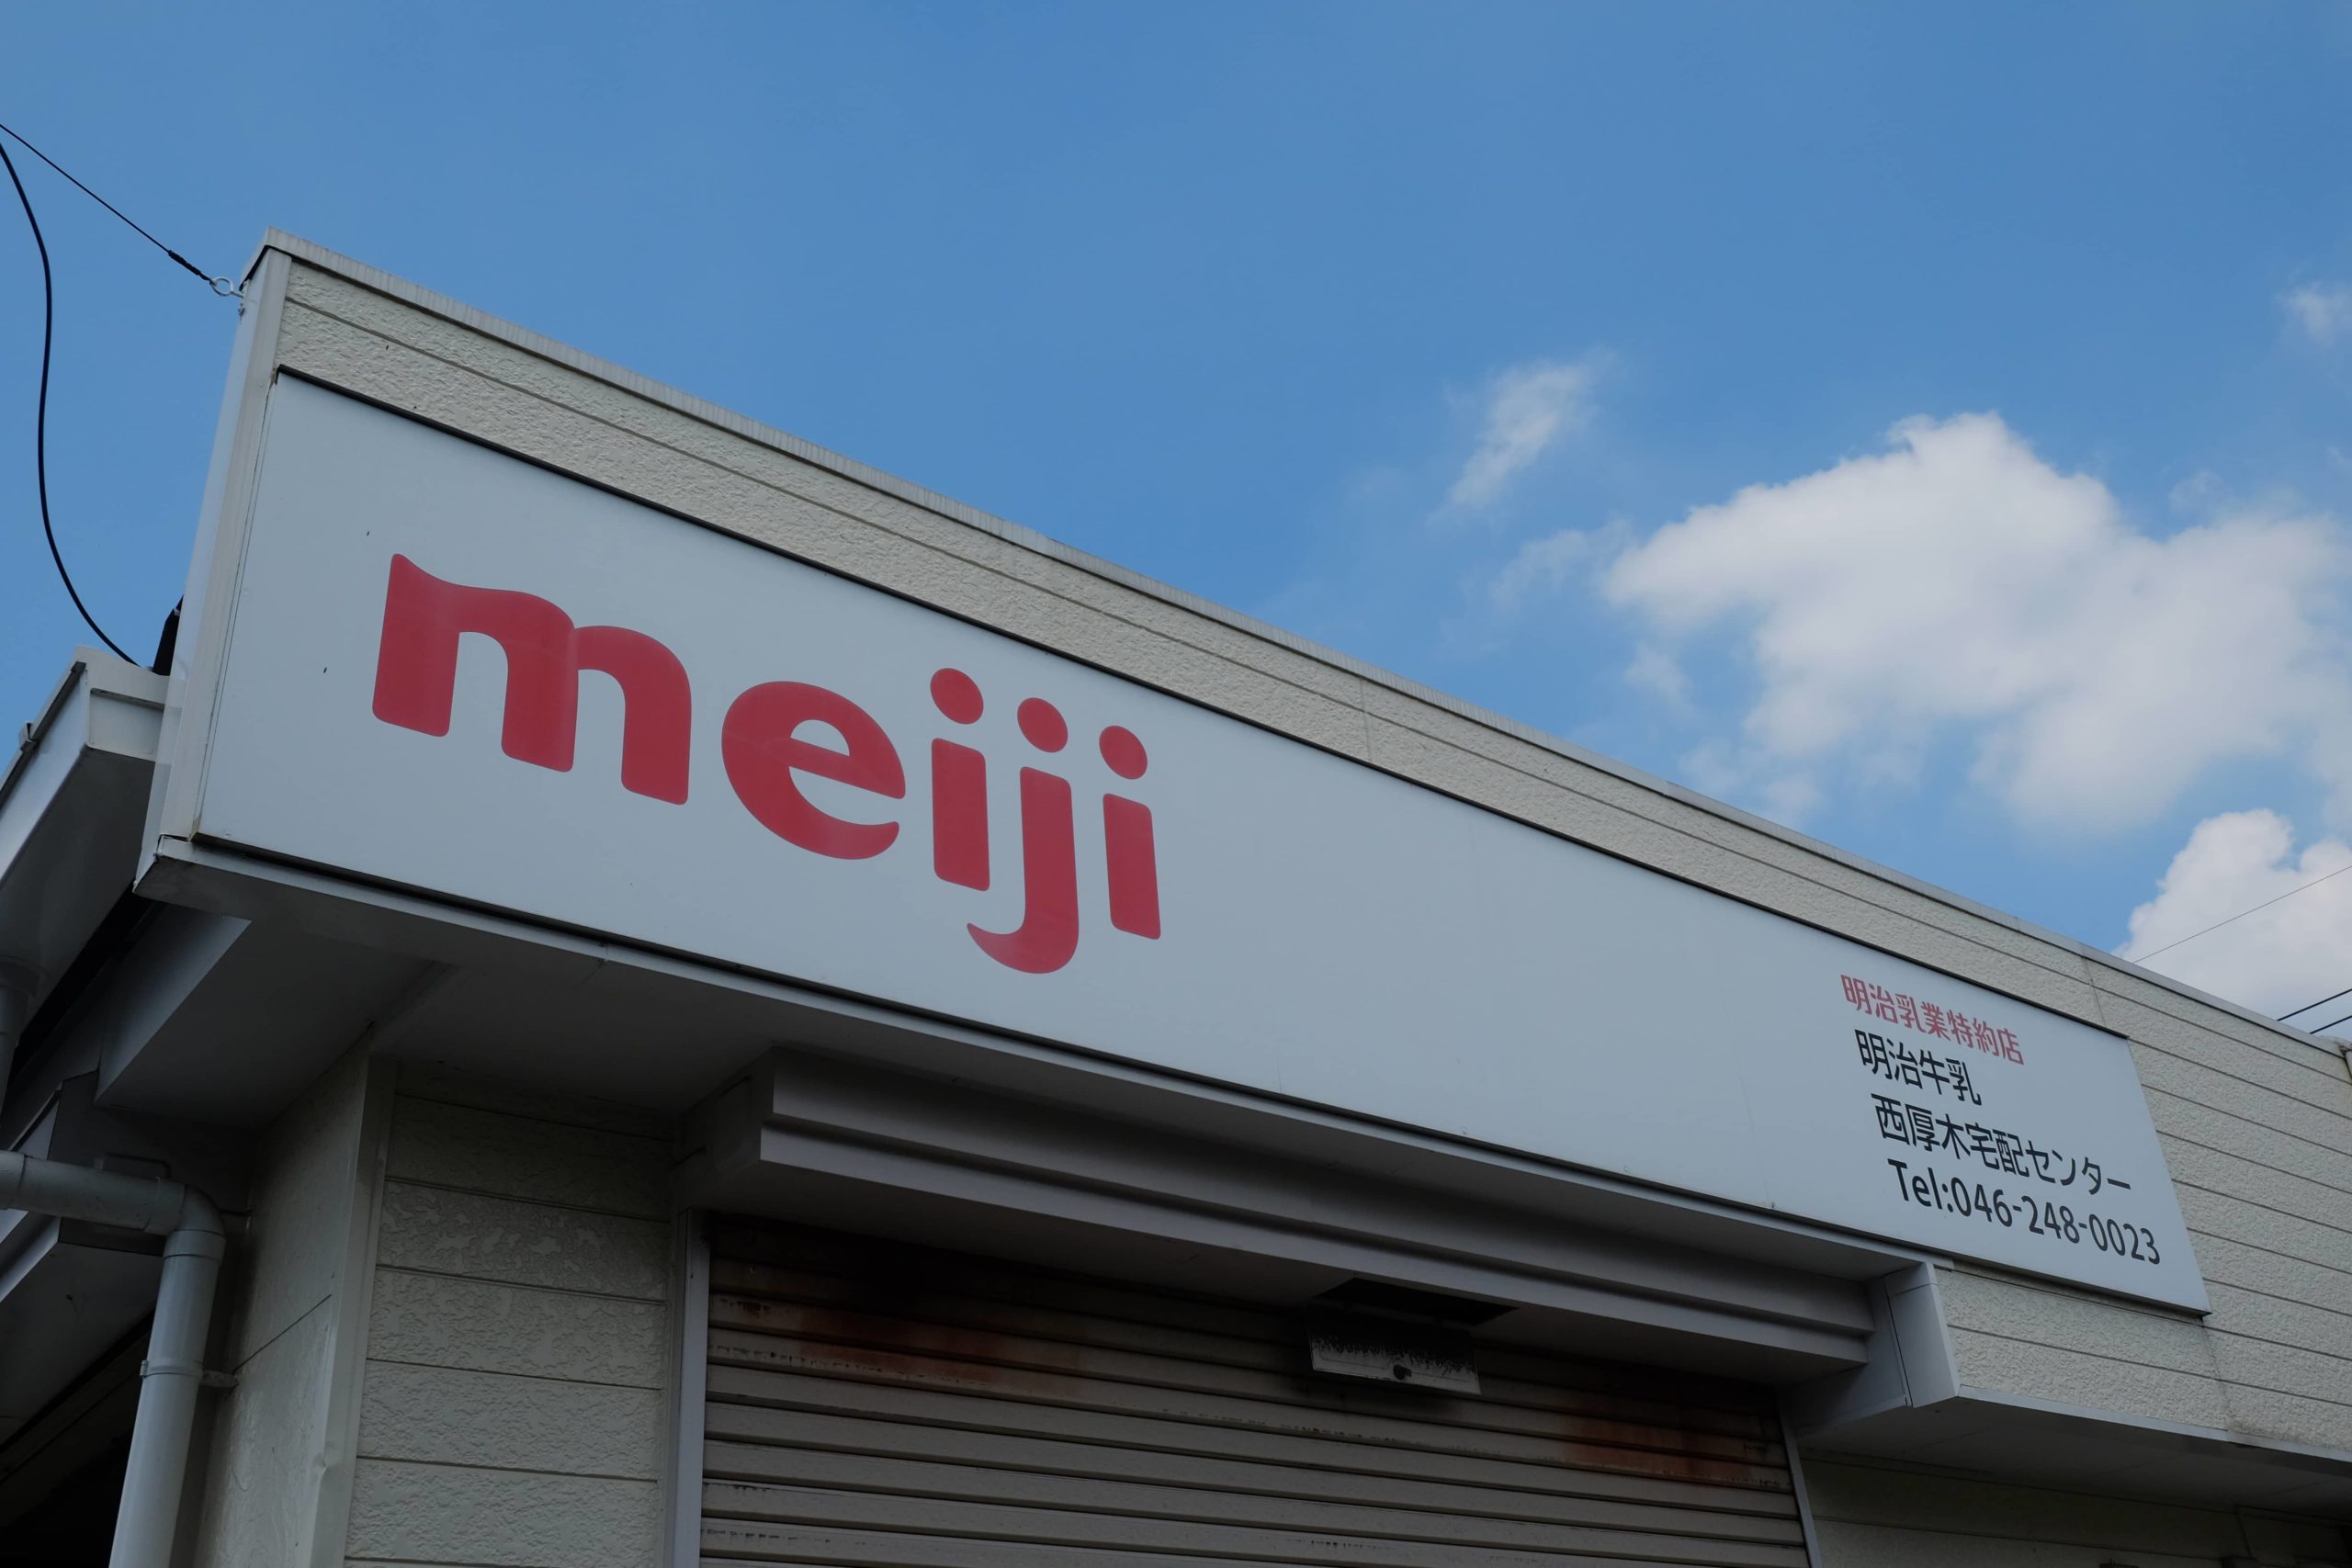 meiji
明治乳業特約店
明治牛乳
西厚木宅配センター
Tel:046-248-0023